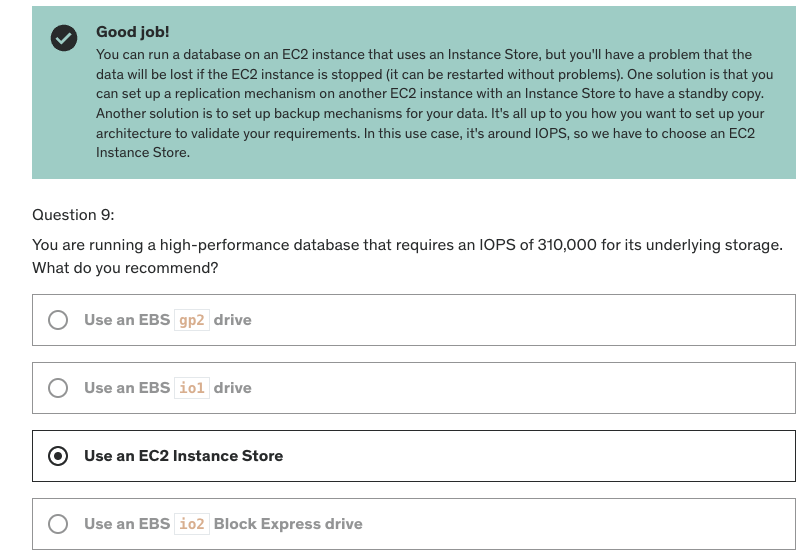 Good job!
You can run a database on an EC2 instance that uses an Instance Store, but you'll have a problem that the
data will be lost if the EC2 instance is stopped (it can be restarted without problems). One solution is that you
can set up a replication mechanism on another EC2 instance with an Instance Store to have a standby copy.
Another solution is to set up backup mechanisms for your data. It's all up to you how you want to set up your
architecture to validate your requirements. In this use case, it's around IOPS, so we have to choose an EC2
Instance Store.
Question 9:
You are running a high-performance database that requires an IOPS of 310,000 for its underlying storage.
What do you recommend?
Use an EBS gp2 drive
Use an EBS io1 drive
Use an EC2 Instance Store
Use an EBS io2 Block Express drive